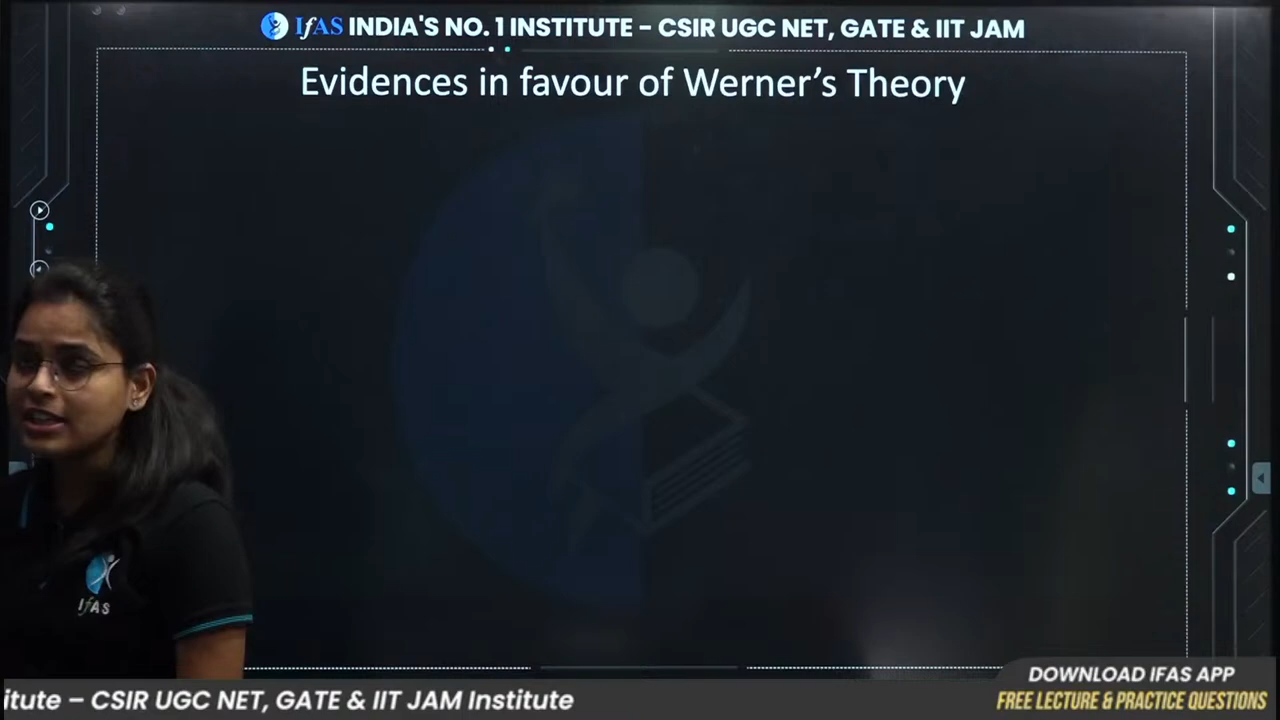 IfAS INDIA'S NO. 1 INSTITUTE – CSIR UGC NET, GATE & IIT JAM
Evidences in favour of Werner's Theory
IfAS
DOWNLOAD IFAS APP
FREE LECTURE & PRACTICE QUESTIONS
itute – CSIR UGC NET, GATE & IIT JAM Institute